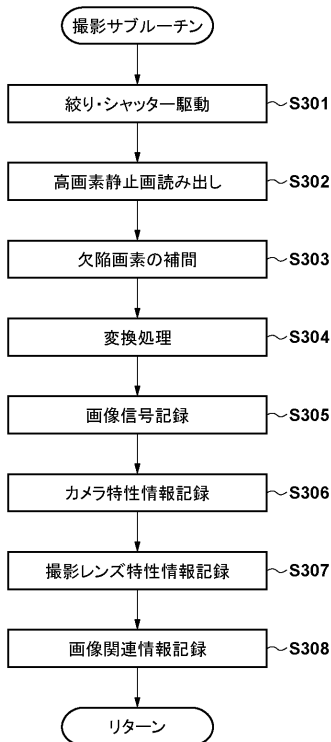 撮影サブルーチン
絞り・シャッター駆動 S301
高画素静止画読み出し S302
欠陥画素の補間 S303
変換処理 S304
画像信号記録 S305
カメラ特性情報記録 S306
撮影レンズ特性情報記録 S307
画像関連情報記録 S308
リターン